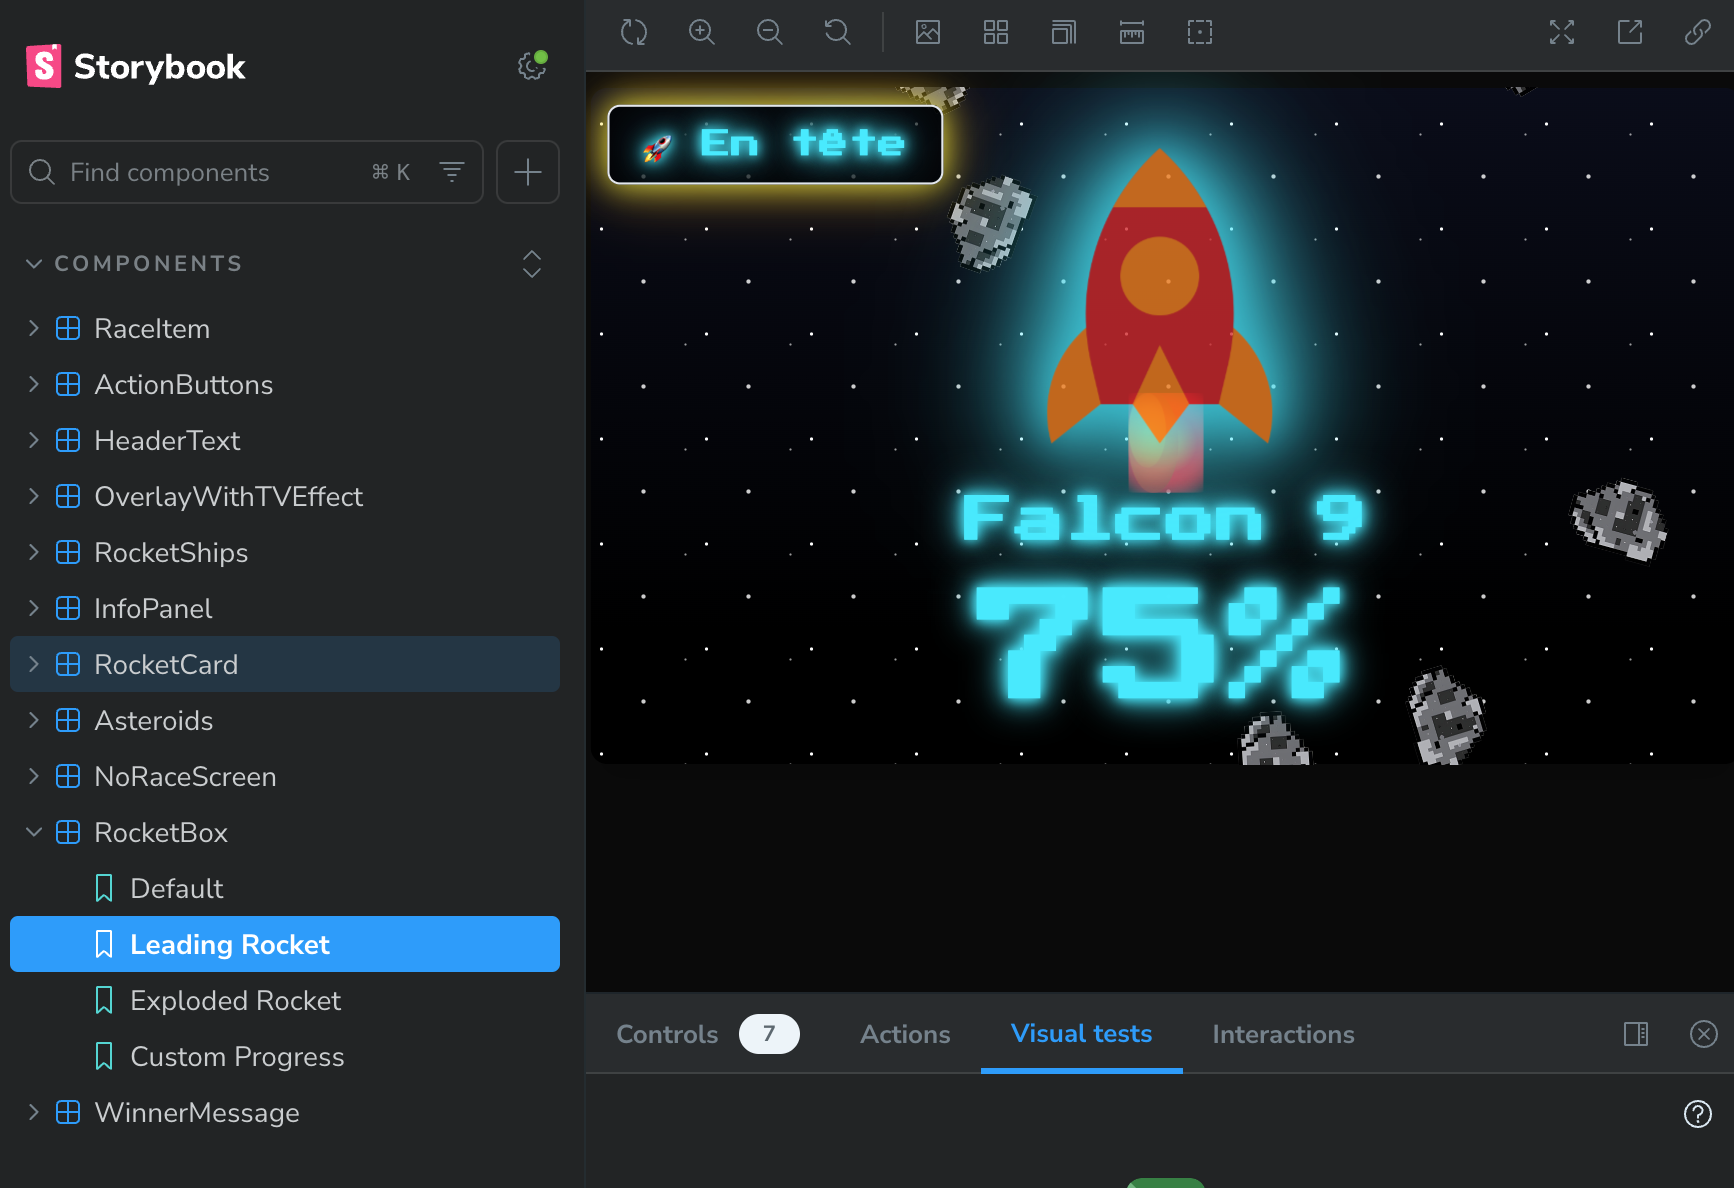 S Storybook
Find components ⌘ K
COMPONENTS
RaceItem
ActionButtons
HeaderText
OverlayWithTVEffect
RocketShips
InfoPanel
RocketCard
Asteroids
NoRaceScreen
RocketBox
Default
Leading Rocket
Exploded Rocket
Custom Progress
WinnerMessage
🚀 En tête
Falcon 9
75%
Controls 7 Actions Visual tests Interactions